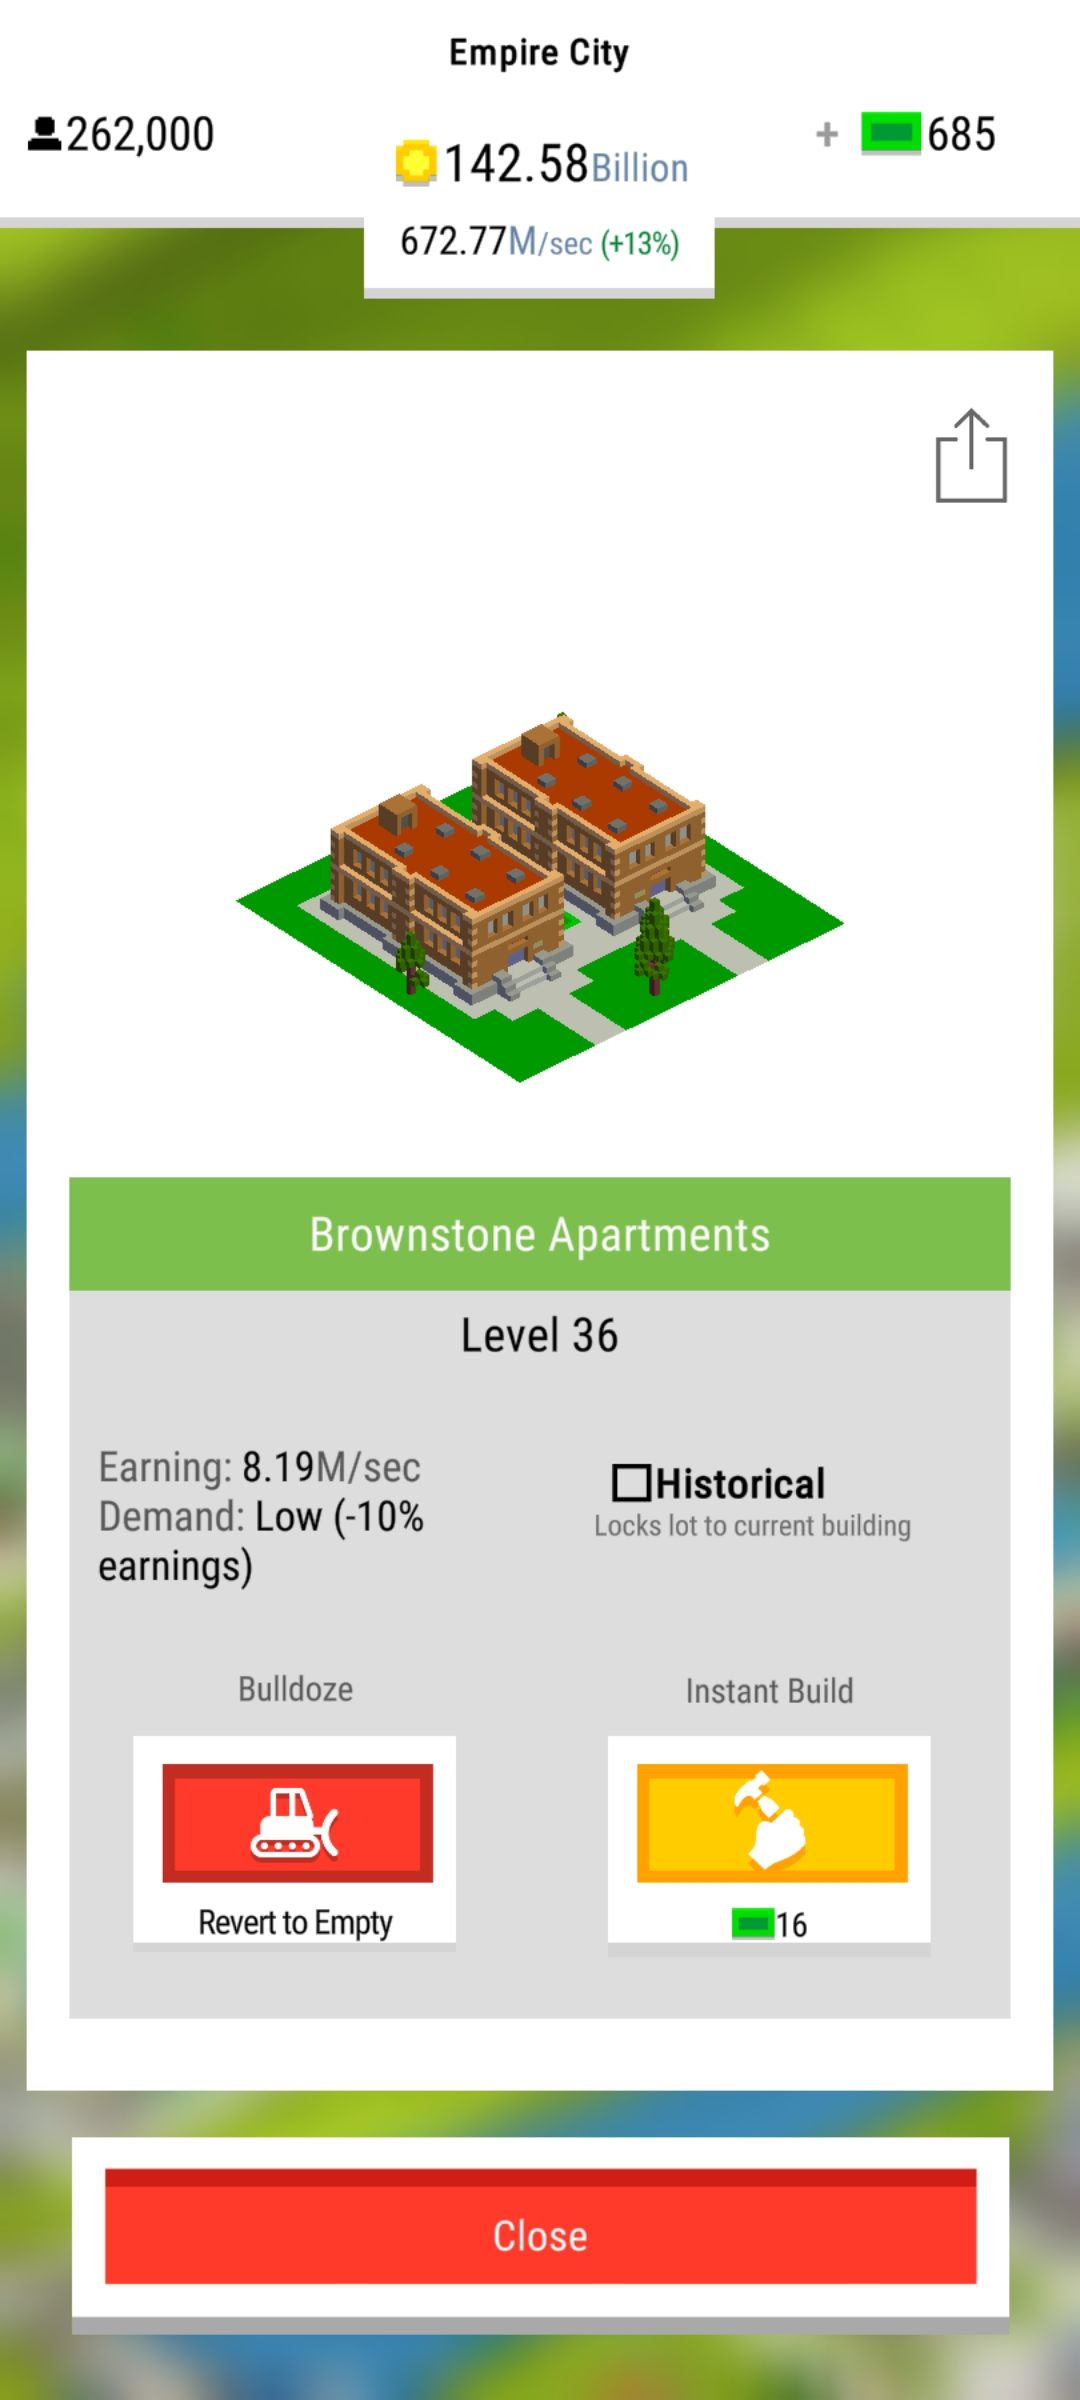 Empire City
262,000
142.58Billion
+ 685
672.77M/sec (+13%)
Brownstone Apartments
Level 36
Earning: 8.19M/sec
Demand: Low (-10%
earnings)
Historical
Locks lot to current building
Bulldoze
Instant Build
Revert to Empty
16
Close